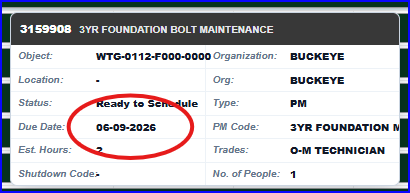 3159908 3YR FOUNDATION BOLT MAINTENANCE
Object: WTG-0112-F000-0000 Organization: BUCKEYE
Location: - Org: BUCKEYE
Status: Ready to Schedule Type: PM
Due Date: 06-09-2026 PM Code: 3YR FOUNDATION M
Est. Hours: 2 Trades: O-M TECHNICIAN
Shutdown Code: - No. of People: 1